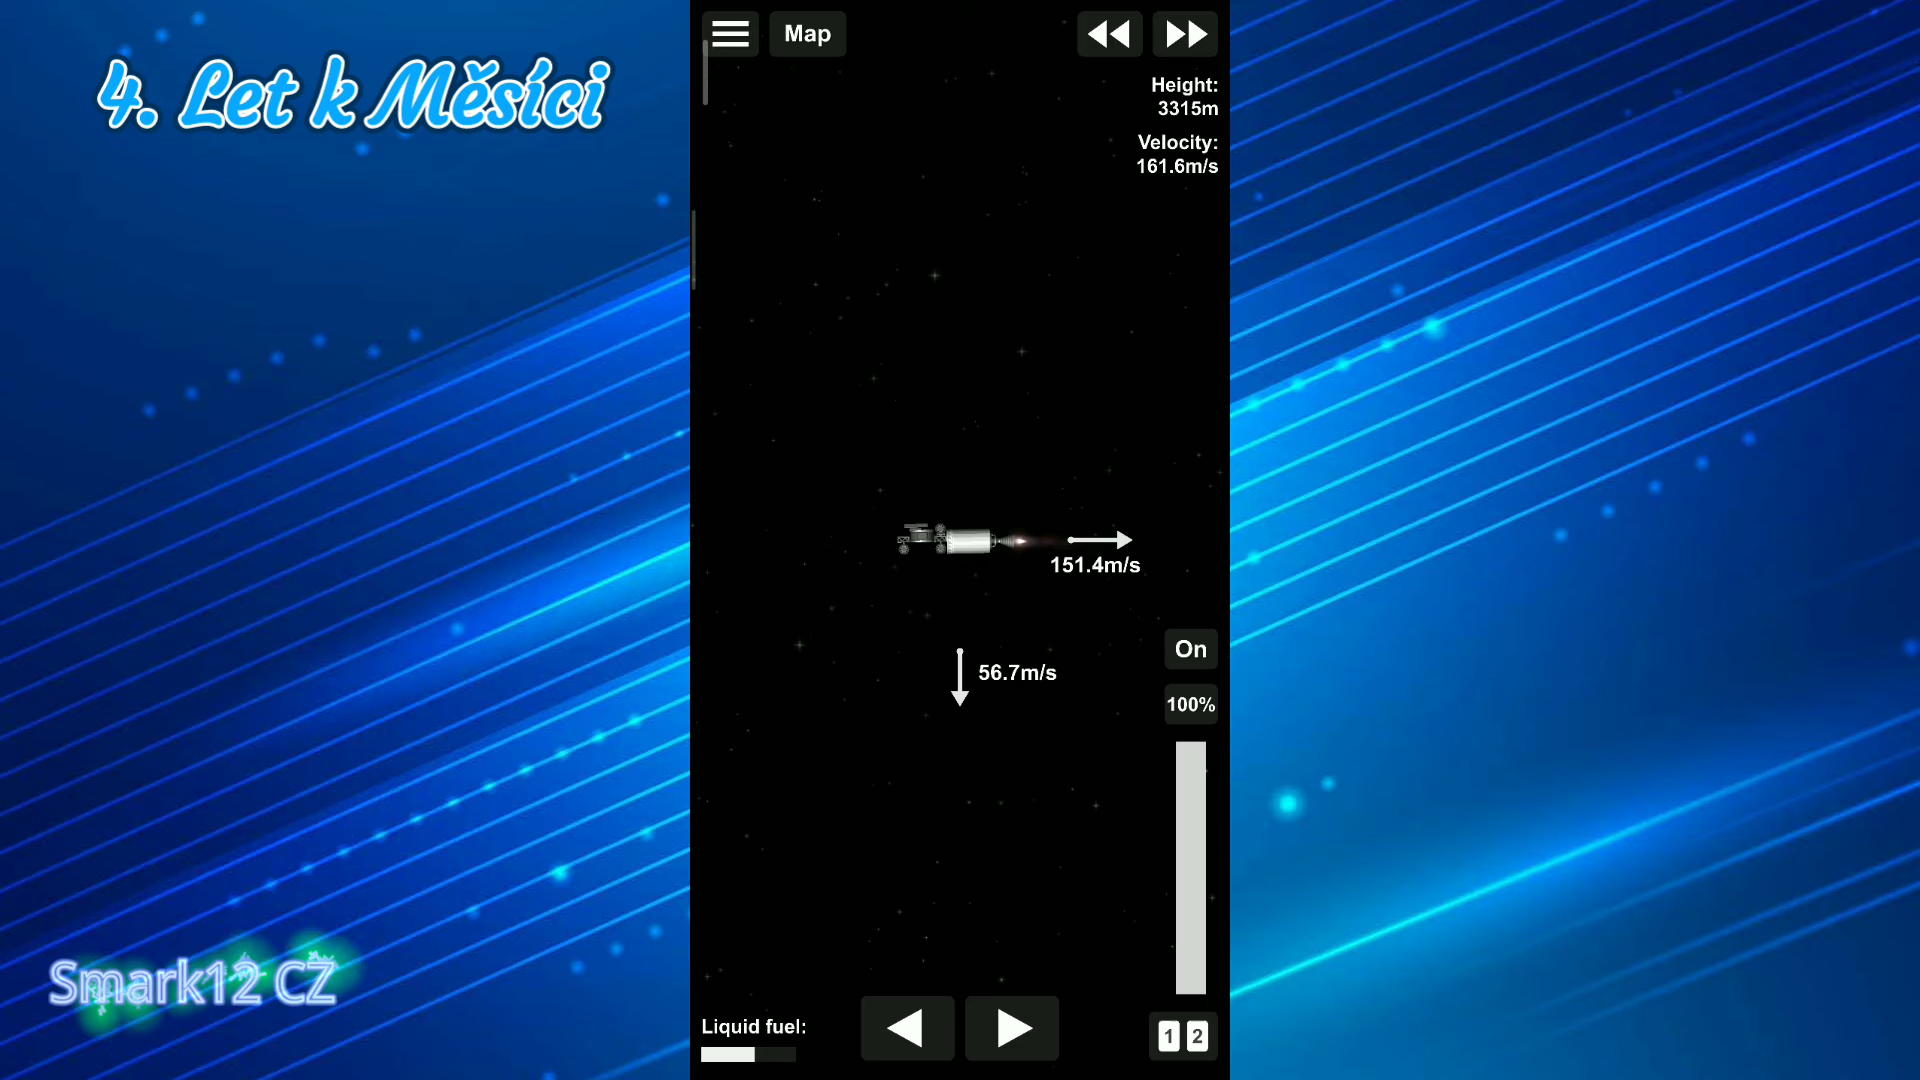 4. Let k Měsíci
Map
Height:
3315m
Velocity:
161.6m/s
151.4m/s
56.7m/s
On
100%
Smark12 CZ
Liquid fuel:
1 2